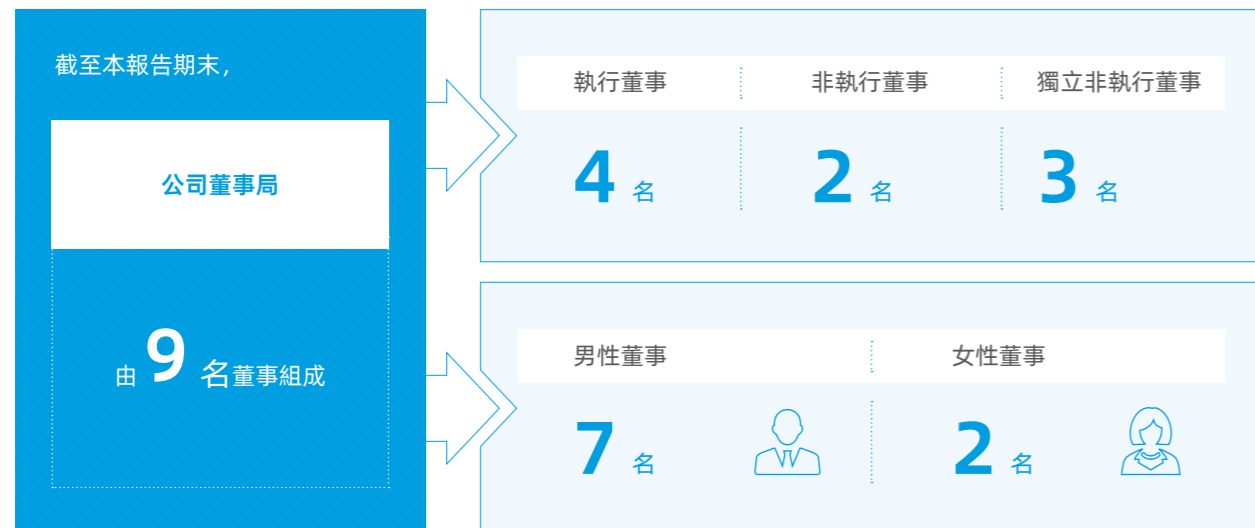 截至本報告期末,
公司董事局
由9名董事組成
執行董事 非執行董事 獨立非執行董事
4名 2名 3名
男性董事 女性董事
7名 2名